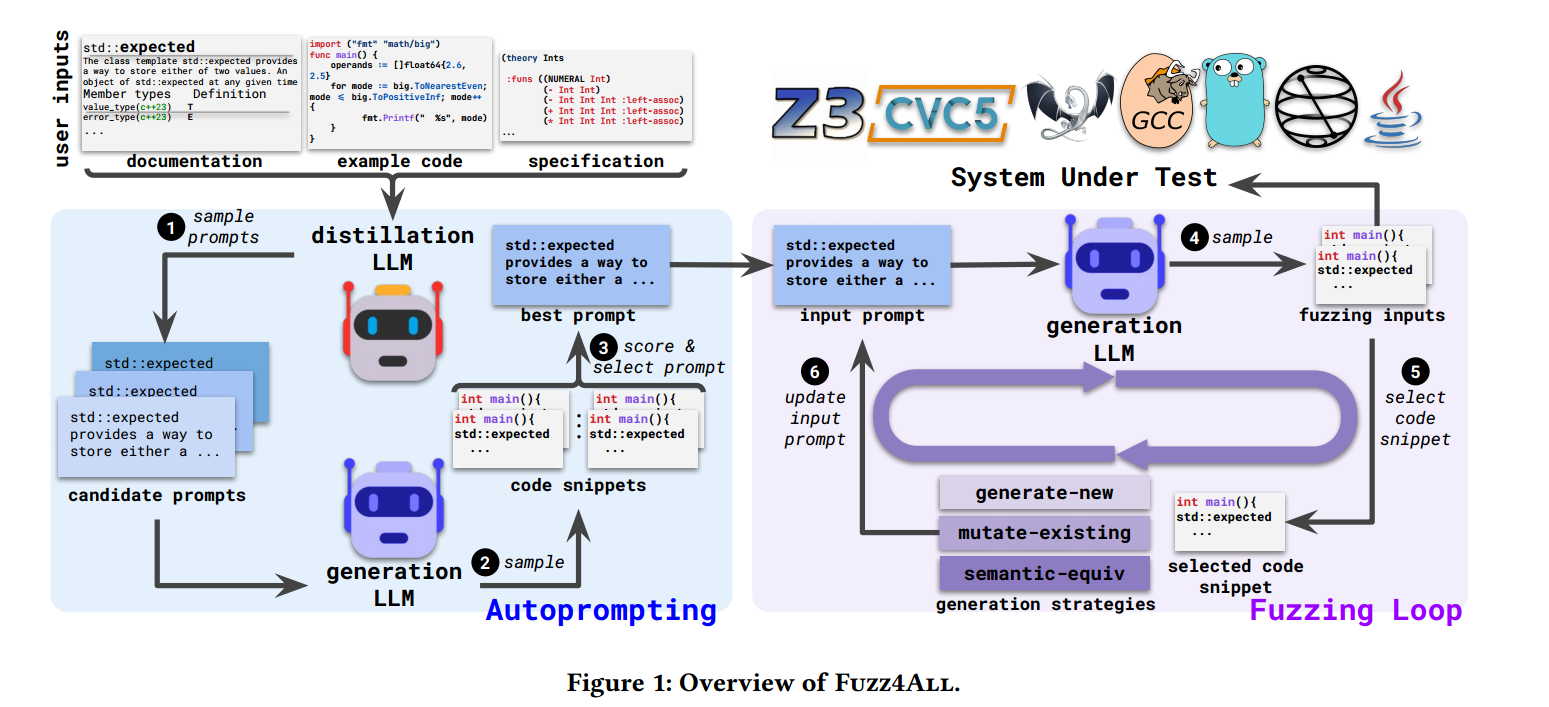 user inputs
std::expected
The class template std::expected provides
a way to store either of two values. An
object of std::expected at any given time
Member types Definition
value_type(c++23) T
error_type(c++23) E
...
documentation
import ("fmt" "math/big")
func main() {
operands := []float64{2.6,
2.5}
for mode := big.ToNearestEven;
mode ⩽ big.ToPositiveInf; mode++
{
fmt.Printf("  %s", mode)
}
}
example code
(theory Ints
:funs ((NUMERAL Int)
(- Int Int)
(- Int Int Int :left-assoc)
(+ Int Int Int :left-assoc)
(* Int Int Int :left-assoc)
...
specification
Z3
CVC5
GCC
System Under Test
1
sample
prompts
distillation
LLM
std::expected
std::expected
std::expected
provides a way to
store either a ...
candidate prompts
generation
LLM
2
sample
int main(){
int main(){
std::expected
...
int main(){
int main(){
std::expected
...
code snippets
3
score &
select prompt
std::expected
provides a way to
store either a ...
best prompt
Autoprompting
std::expected
provides a way to
store either a ...
input prompt
generation
LLM
4
sample
int main(){
int main(){
std::expected
...
fuzzing inputs
5
select
code
snippet
int main(){
std::expected
...
selected code
snippet
6
update
input
prompt
generate-new
mutate-existing
semantic-equiv
generation strategies
Fuzzing Loop
Figure 1: Overview of Fuzz4All.